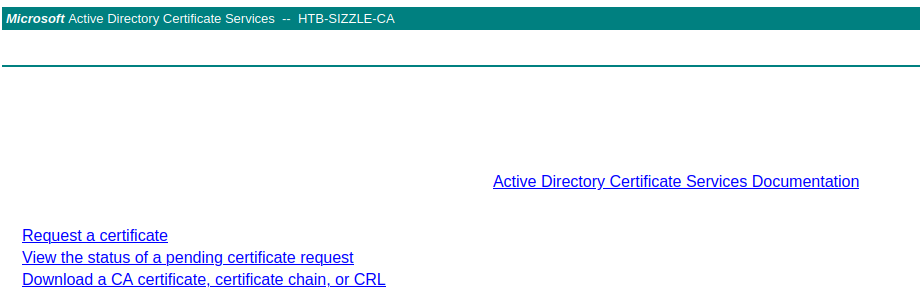 Microsoft Active Directory Certificate Services -- HTB-SIZZLE-CA
Active Directory Certificate Services Documentation
Request a certificate
View the status of a pending certificate request
Download a CA certificate, certificate chain, or CRL